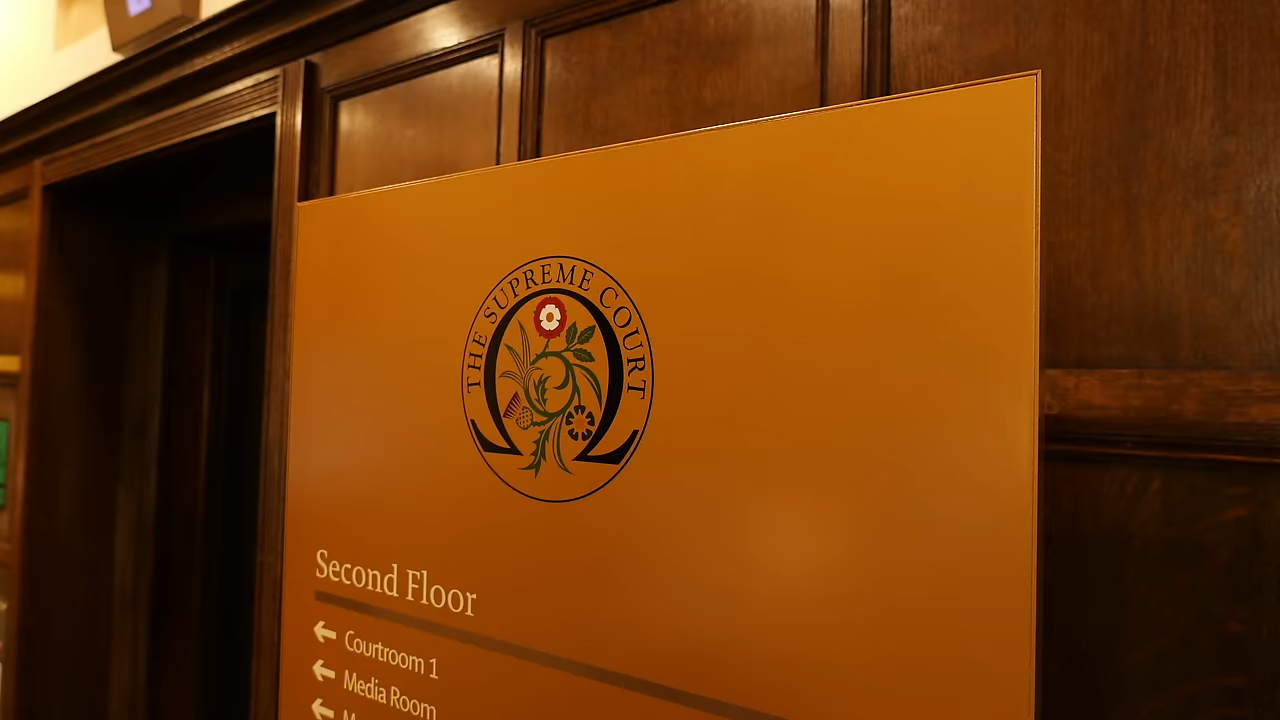 THE SUPREME COURT
Second Floor
← Courtroom 1
← Media Room
←